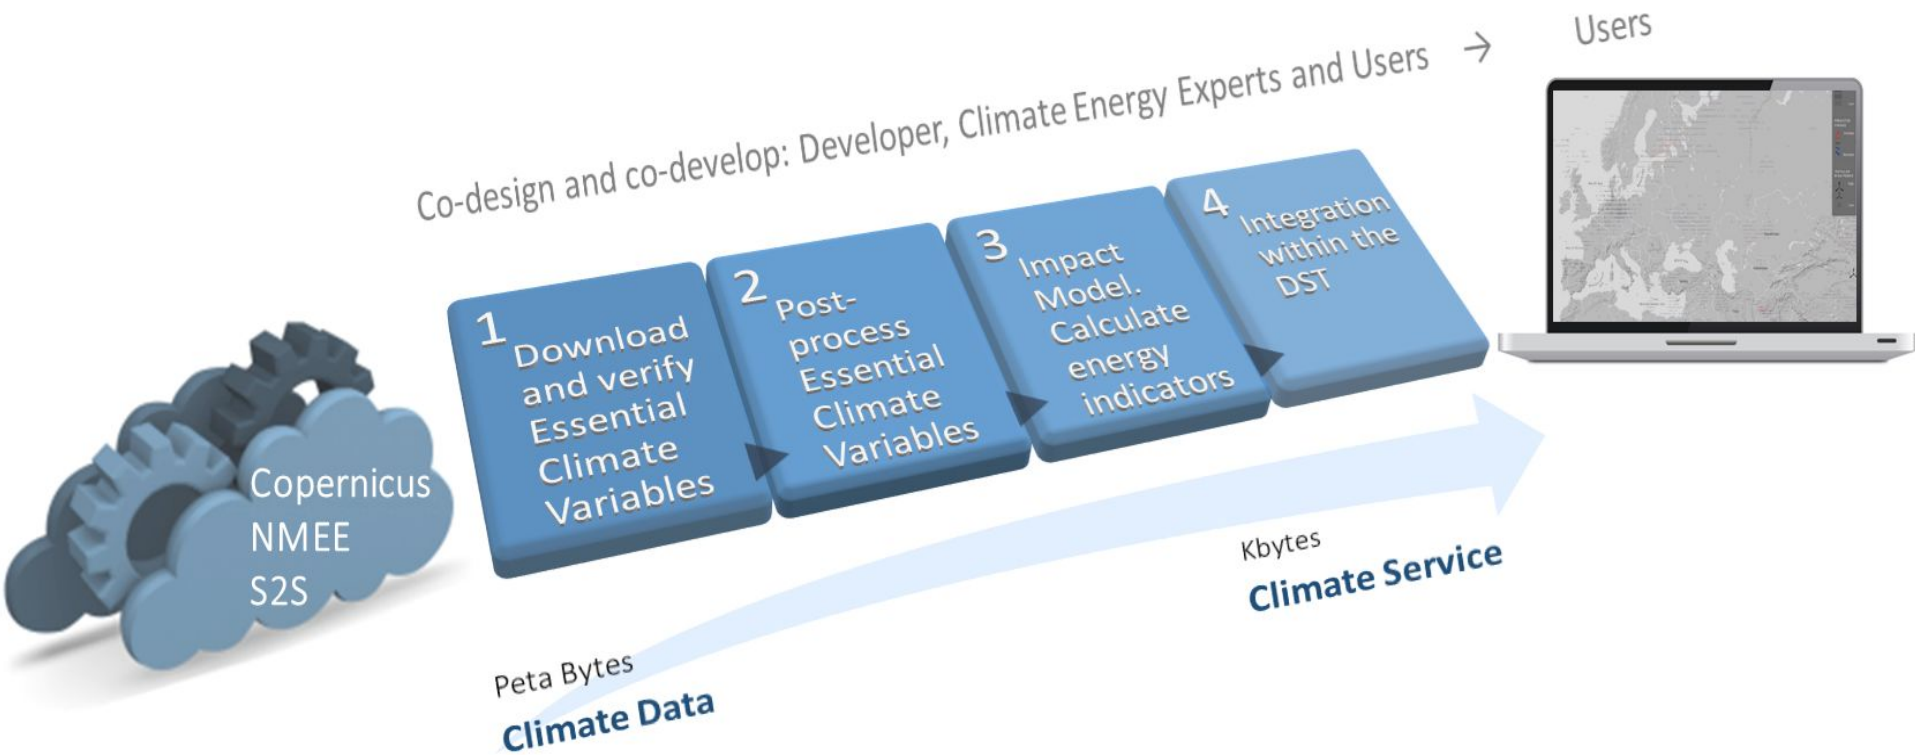 Users
Co-design and co-develop: Developer, Climate Energy Experts and Users →
1
Download
and verify
Essential
Climate
Variables
2
Post-
process
Essential
Climate
Variables
3
Impact
Model.
Calculate
energy
indicators
4
Integration
within the
DST
Copernicus
NMEE
S2S
Kbytes
Climate Service
Peta Bytes
Climate Data